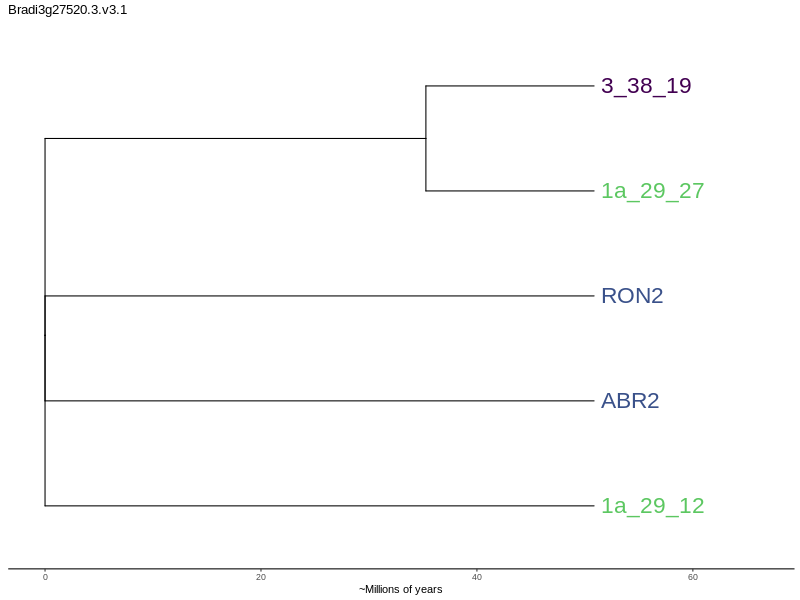 Bradi3g27520.3.v3.1
3_38_19
1a_29_27
RON2
ABR2
1a_29_12
0 20 40 60
~Millions of years